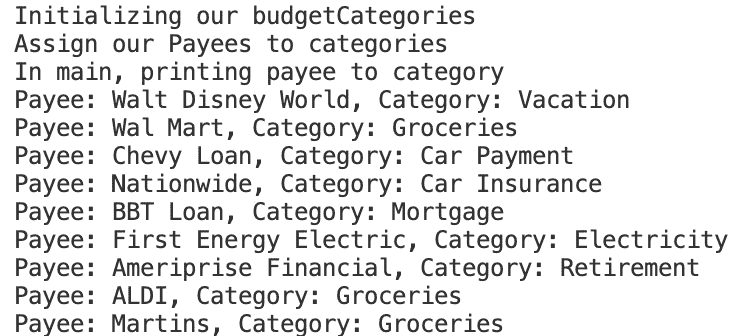 Initializing our budgetCategories
Assign our Payees to categories
In main, printing payee to category
Payee: Walt Disney World, Category: Vacation
Payee: Wal Mart, Category: Groceries
Payee: Chevy Loan, Category: Car Payment
Payee: Nationwide, Category: Car Insurance
Payee: BBT Loan, Category: Mortgage
Payee: First Energy Electric, Category: Electricity
Payee: Ameriprise Financial, Category: Retirement
Payee: ALDI, Category: Groceries
Payee: Martins, Category: Groceries